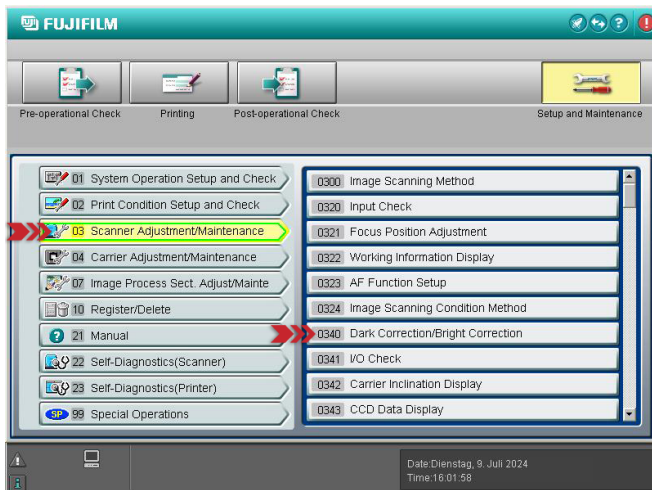 FUJIFILM
Pre-operational Check
Printing
Post-operational Check
Setup and Maintenance
01 System Operation Setup and Check
02 Print Condition Setup and Check
03 Scanner Adjustment/Maintenance
04 Carrier Adjustment/Maintenance
07 Image Process Sect. Adjust/Mainte
10 Register/Delete
21 Manual
22 Self-Diagnostics(Scanner)
23 Self-Diagnostics(Printer)
SP 99 Special Operations
0300 Image Scanning Method
0320 Input Check
0321 Focus Position Adjustment
0322 Working Information Display
0323 AF Function Setup
0324 Image Scanning Condition Method
0340 Dark Correction/Bright Correction
0341 I/O Check
0342 Carrier Inclination Display
0343 CCD Data Display
Date:Dienstag, 9. Juli 2024
Time:16:01:58